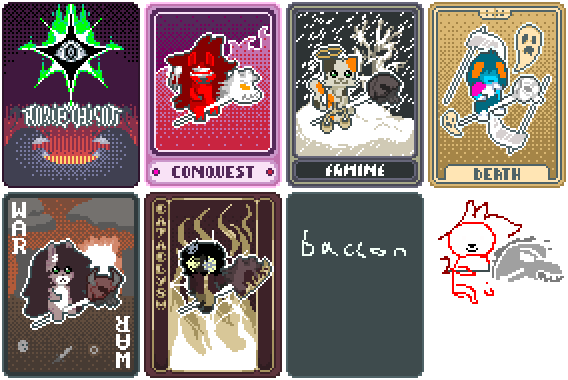 CONQUEST
FAMINE
DEATH
WAR
WAR
CATACLYSM
baccon